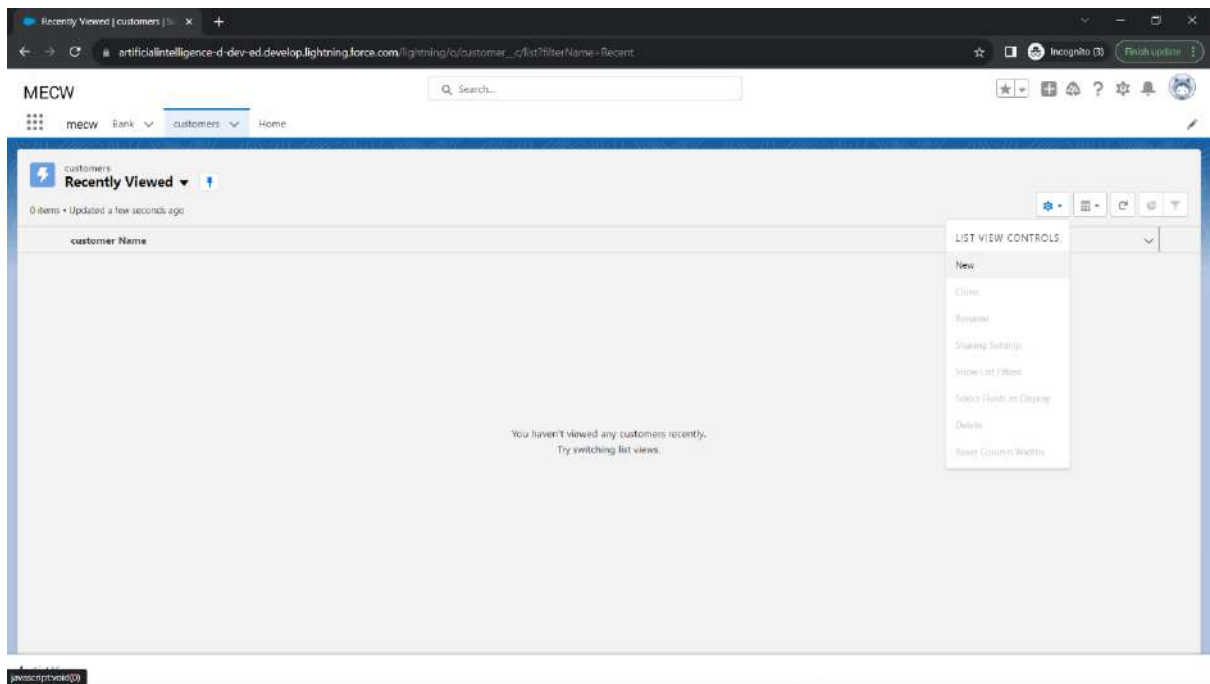 Recently Viewed | customers | S
artificialintelligence-d-dev-ed.develop.lightning.force.com/lightning/o/customer__c/list?filterName=Recent
Incognito (3)
Finish update
MECW
Search...
mecw Bank customers Home
customers
Recently Viewed
0 items • Updated a few seconds ago
customer Name
LIST VIEW CONTROLS
New
Clone
Rename
Sharing Settings
Show List Filters
Select Fields to Display
Delete
Reset Column Widths
You haven't viewed any customers recently.
Try switching list views.
javascript:void(0)